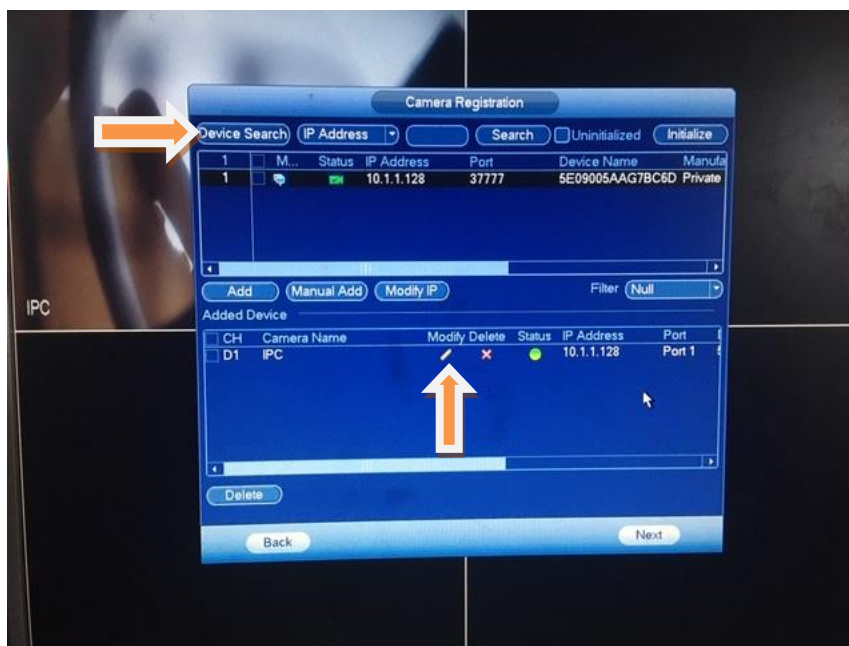 Camera Registration
Device Search IP Address Search Uninitialized Initialize
1 M... Status IP Address Port Device Name Manufa
1 10.1.1.128 37777 5E09005AAG7BC6D Private
Add Manual Add Modify IP Filter Null
IPC
Added Device
CH Camera Name Modify Delete Status IP Address Port
D1 IPC 10.1.1.128 Port 1
Delete
Back Next